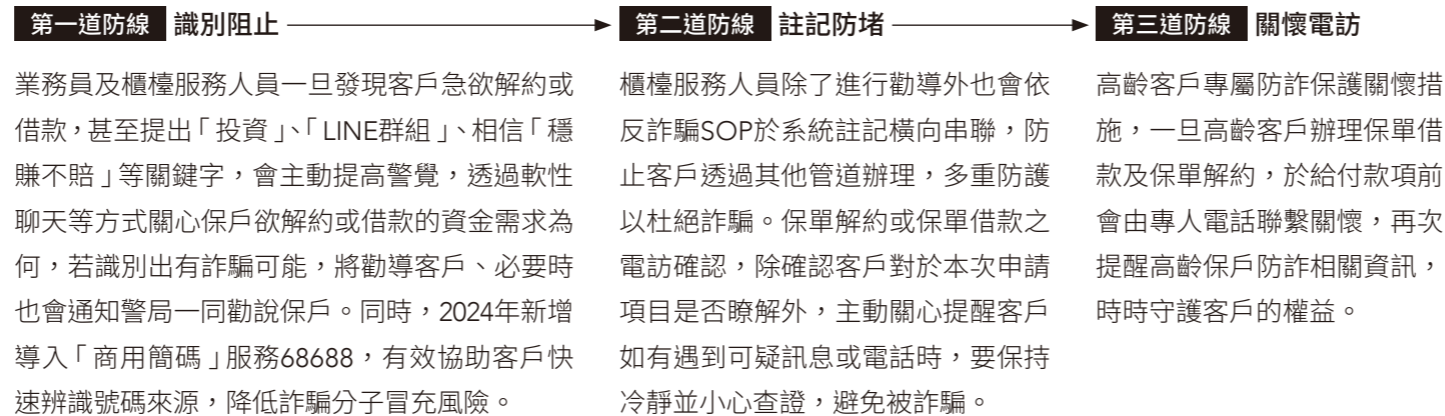 第一道防線 識別阻止
業務員及櫃檯服務人員一旦發現客戶急欲解約或
借款，甚至提出「投資」、「LINE群組」、相信「穩
賺不賠」等關鍵字，會主動提高警覺，透過軟性
聊天等方式關心保戶欲解約或借款的資金需求為
何，若識別出有詐騙可能，將勸導客戶、必要時
也會通知警局一同勸說保戶。同時，2024年新增
導入「商用簡碼」服務68688，有效協助客戶快
速辨識號碼來源，降低詐騙分子冒充風險。
第二道防線 註記防堵
櫃檯服務人員除了進行勸導外也會依
反詐騙SOP於系統註記橫向串聯，防
止客戶透過其他管道辦理，多重防護
以杜絕詐騙。保單解約或保單借款之
電訪確認，除確認客戶對於本次申請
項目是否瞭解外，主動關心提醒客戶
如有遇到可疑訊息或電話時，要保持
冷靜並小心查證，避免被詐騙。
第三道防線 關懷電訪
高齡客戶專屬防詐保護關懷措
施，一旦高齡客戶辦理保單借
款及保單解約，於給付款項前
會由專人電話聯繫關懷，再次
提醒高齡保戶防詐相關資訊，
時時守護客戶的權益。